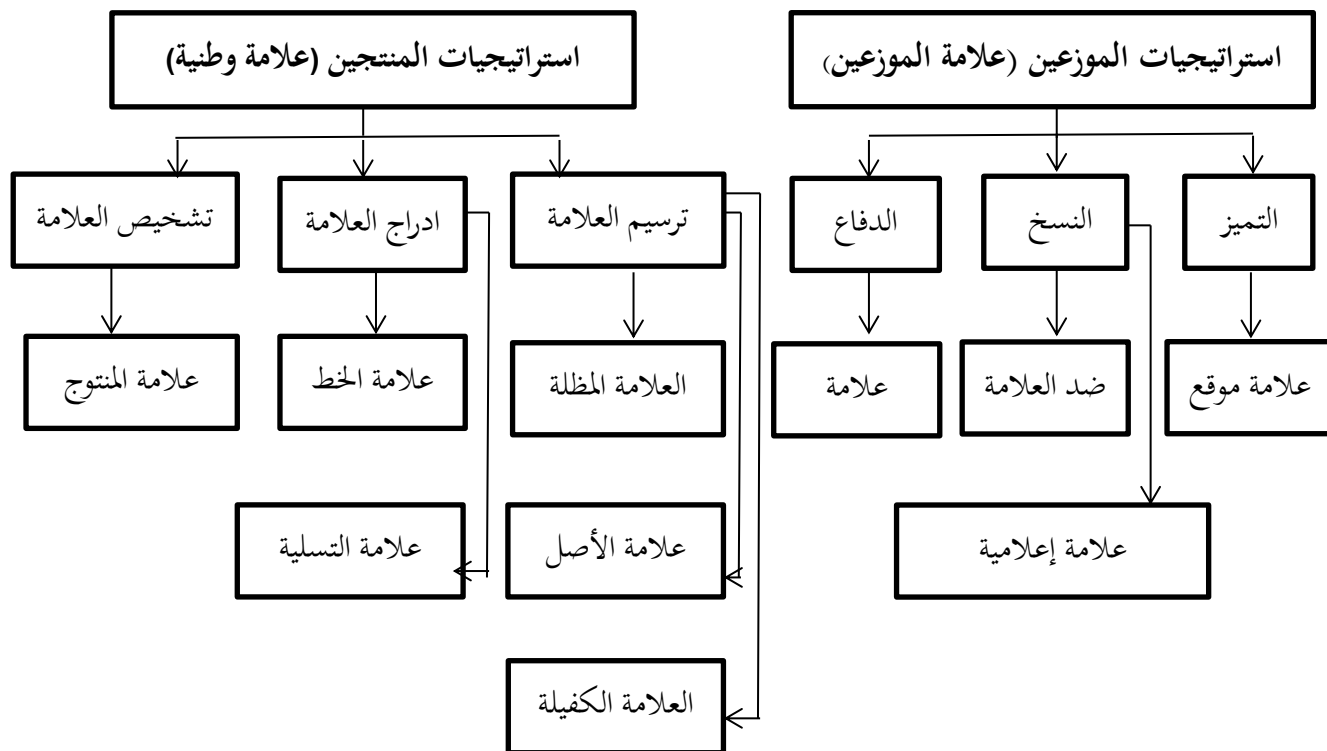 استراتيجيات الموزعين (علامة الموزعين)
استراتيجيات المنتجين (علامة وطنية)
التميز
النسخ
الدفاع
ترسيم العلامة
ادراج العلامة
تشخيص العلامة
علامة موقع
ضد العلامة
علامة
العلامة المظلة
علامة الخط
علامة المنتوج
علامة إعلامية
علامة الأصل
علامة التسلية
العلامة الكفيلة